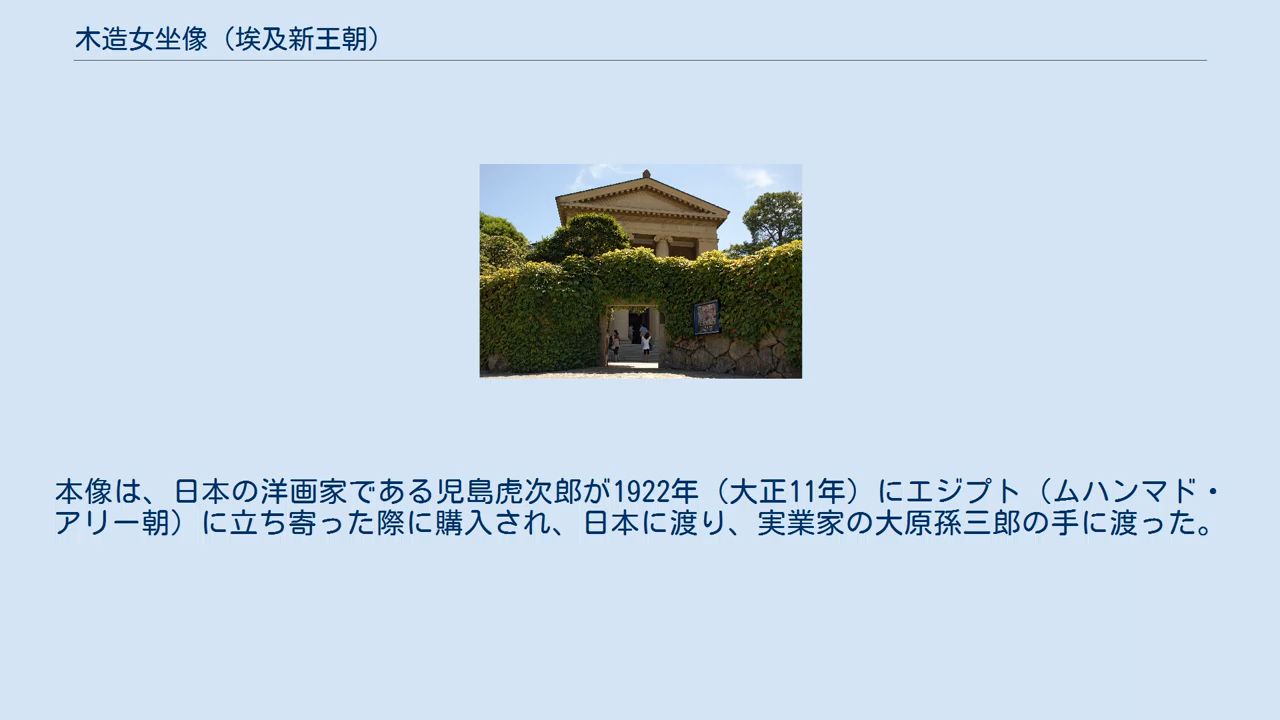 木造女坐像（埃及新王朝）
本像は、日本の洋画家である児島虎次郎が1922年（大正11年）にエジプト（ムハンマド・
アリー朝）に立ち寄った際に購入され、日本に渡り、実業家の大原孫三郎の手に渡った。